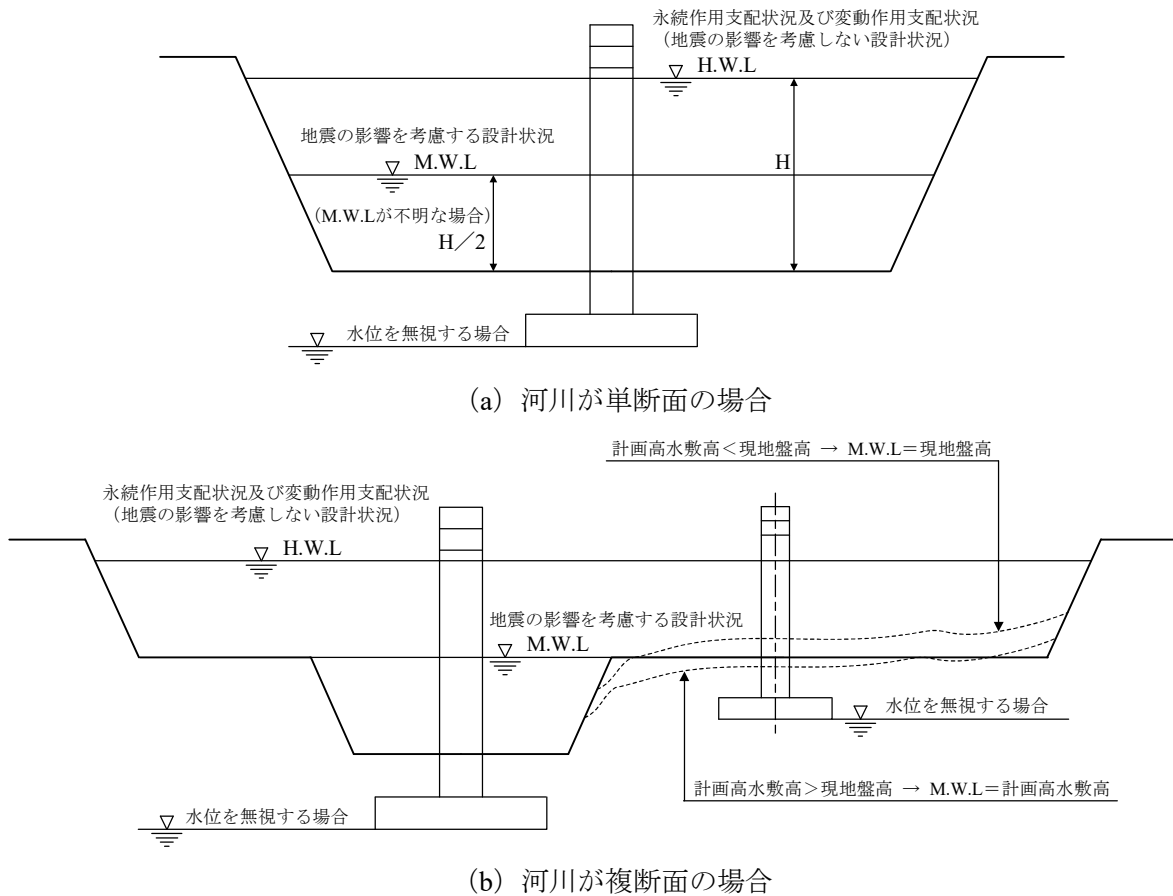 永続作用支配状況及び変動作用支配状況
(地震の影響を考慮しない設計状況)
H.W.L
地震の影響を考慮する設計状況
M.W.L
H
(M.W.Lが不明な場合)
H／2
水位を無視する場合
(a) 河川が単断面の場合
計画高水敷高＜現地盤高 → M.W.L＝現地盤高
永続作用支配状況及び変動作用支配状況
(地震の影響を考慮しない設計状況)
H.W.L
地震の影響を考慮する設計状況
M.W.L
水位を無視する場合
計画高水敷高＞現地盤高 → M.W.L＝計画高水敷高
水位を無視する場合
(b) 河川が複断面の場合